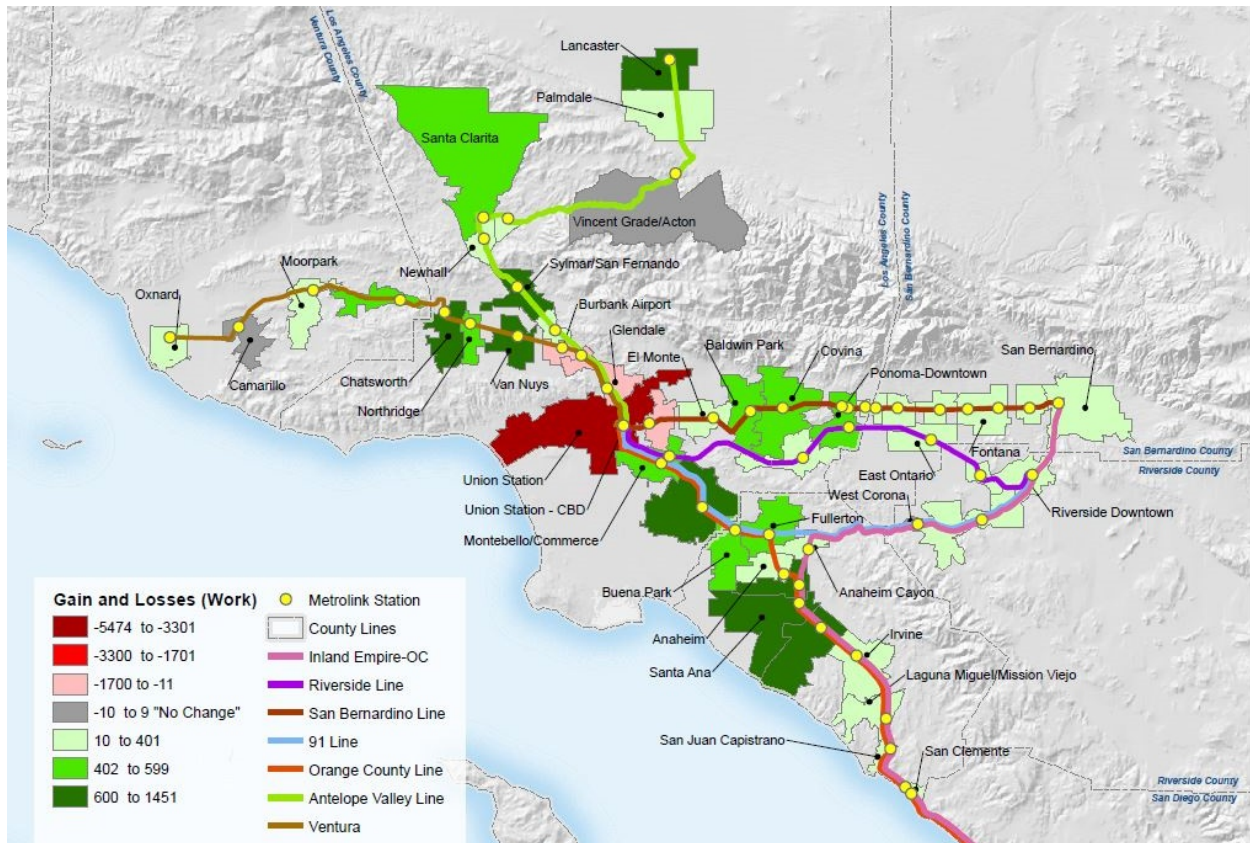 Los Angeles County
Ventura County
Lancaster
Palmdale
Santa Clarita
Los Angeles County
San Bernardino County
Vincent Grade/Acton
Newhall
Sylmar/San Fernando
Moorpark
Oxnard
Burbank Airport
Glendale
Baldwin Park
Covina
San Bernardino
El Monte
Ponoma-Downtown
Camarillo
Chatsworth
Van Nuys
Northridge
San Bernardino County
Riverside County
Fontana
East Ontario
Union Station
West Corona
Union Station - CBD
Riverside Downtown
Fullerton
Montebello/Commerce
Buena Park
Anaheim Cayon
Anaheim
Irvine
Santa Ana
Laguna Miguel/Mission Viejo
San Juan Capistrano
San Clemente
Riverside County
San Diego County
Gain and Losses (Work)
-5474 to -3301
-3300 to -1701
-1700 to -11
-10 to 9 "No Change"
10 to 401
402 to 599
600 to 1451
Metrolink Station
County Lines
Inland Empire-OC
Riverside Line
San Bernardino Line
91 Line
Orange County Line
Antelope Valley Line
Ventura